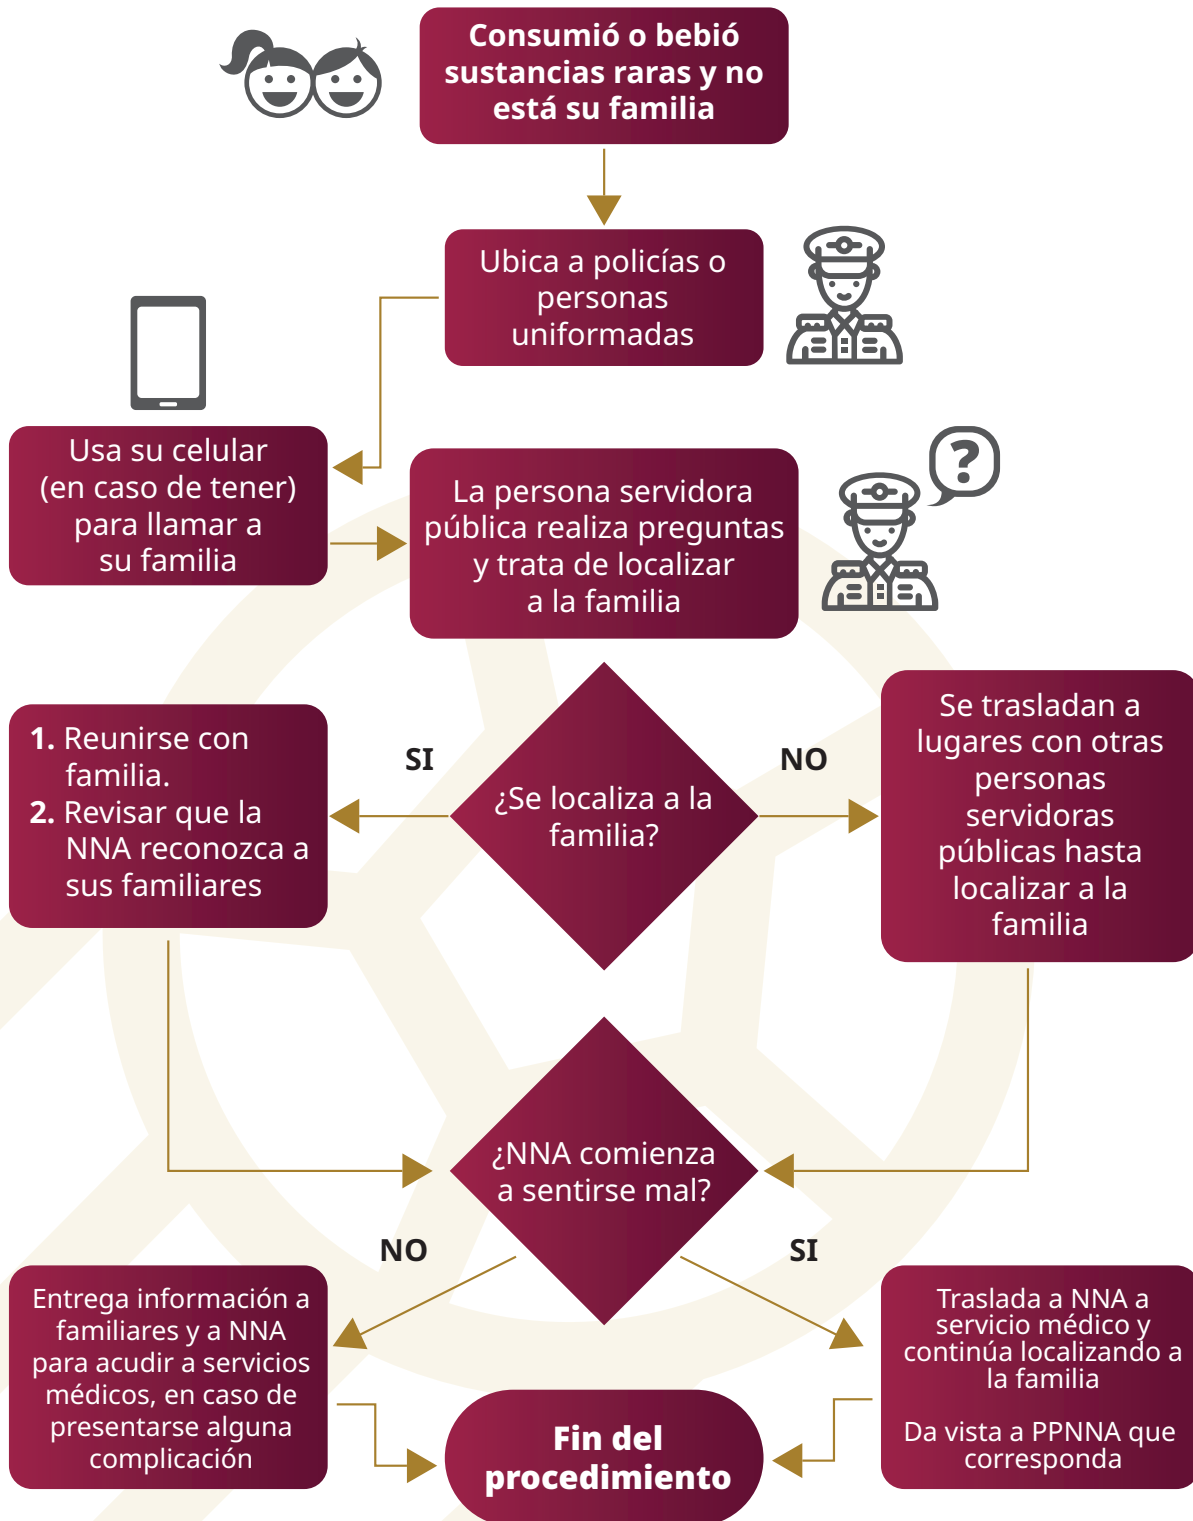 Consumió o bebió
sustancias raras y no
está su familia
Ubica a policías o
personas
uniformadas
Usa su celular
(en caso de tener)
para llamar a
su familia
La persona servidora
pública realiza preguntas
y trata de localizar
a la familia
?
¿Se localiza a la
familia?
SI
NO
1. Reunirse con
familia.
2. Revisar que la
NNA reconozca a
sus familiares
Se trasladan a
lugares con otras
personas
servidoras
públicas hasta
localizar a la
familia
¿NNA comienza
a sentirse mal?
NO
SI
Entrega información a
familiares y a NNA
para acudir a servicios
médicos, en caso de
presentarse alguna
complicación
Traslada a NNA a
servicio médico y
continúa localizando a
la familia
Da vista a PPNNA que
corresponda
Fin del
procedimiento